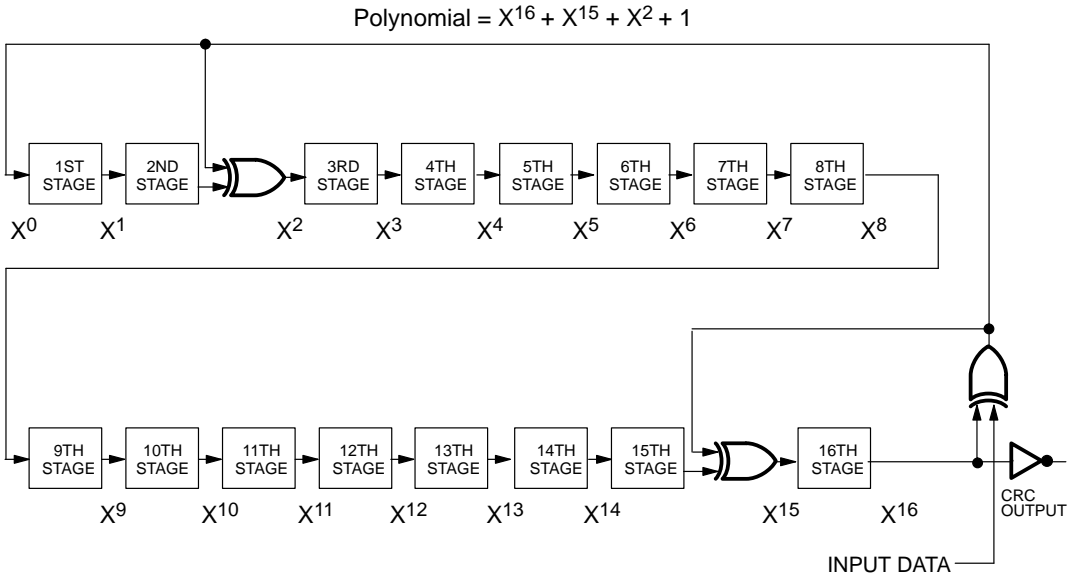 Polynomial = X¹⁶ + X¹⁵ + X² + 1
1ST STAGE
2ND STAGE
3RD STAGE
4TH STAGE
5TH STAGE
6TH STAGE
7TH STAGE
8TH STAGE
X⁰ X¹ X² X³ X⁴ X⁵ X⁶ X⁷ X⁸
9TH STAGE
10TH STAGE
11TH STAGE
12TH STAGE
13TH STAGE
14TH STAGE
15TH STAGE
16TH STAGE
X⁹ X¹⁰ X¹¹ X¹² X¹³ X¹⁴ X¹⁵ X¹⁶
CRC
OUTPUT
INPUT DATA